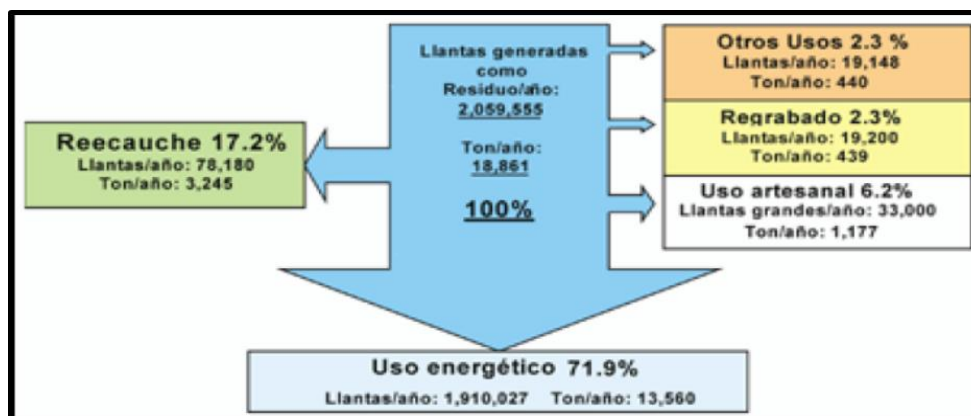 Llantas generadas
como
Residuo/año:
2,059,555
Ton/año:
18,861
100%
Reecauche 17.2%
Llantas/año: 78,180
Ton/año: 3,245
Otros Usos 2.3 %
Llantas/año: 19,148
Ton/año: 440
Regrabado 2.3%
Llantas/año: 19,200
Ton/año: 439
Uso artesanal 6.2%
Llantas grandes/año: 33,000
Ton/año: 1,177
Uso energético 71.9%
Llantas/año: 1,910,027 Ton/año: 13,560